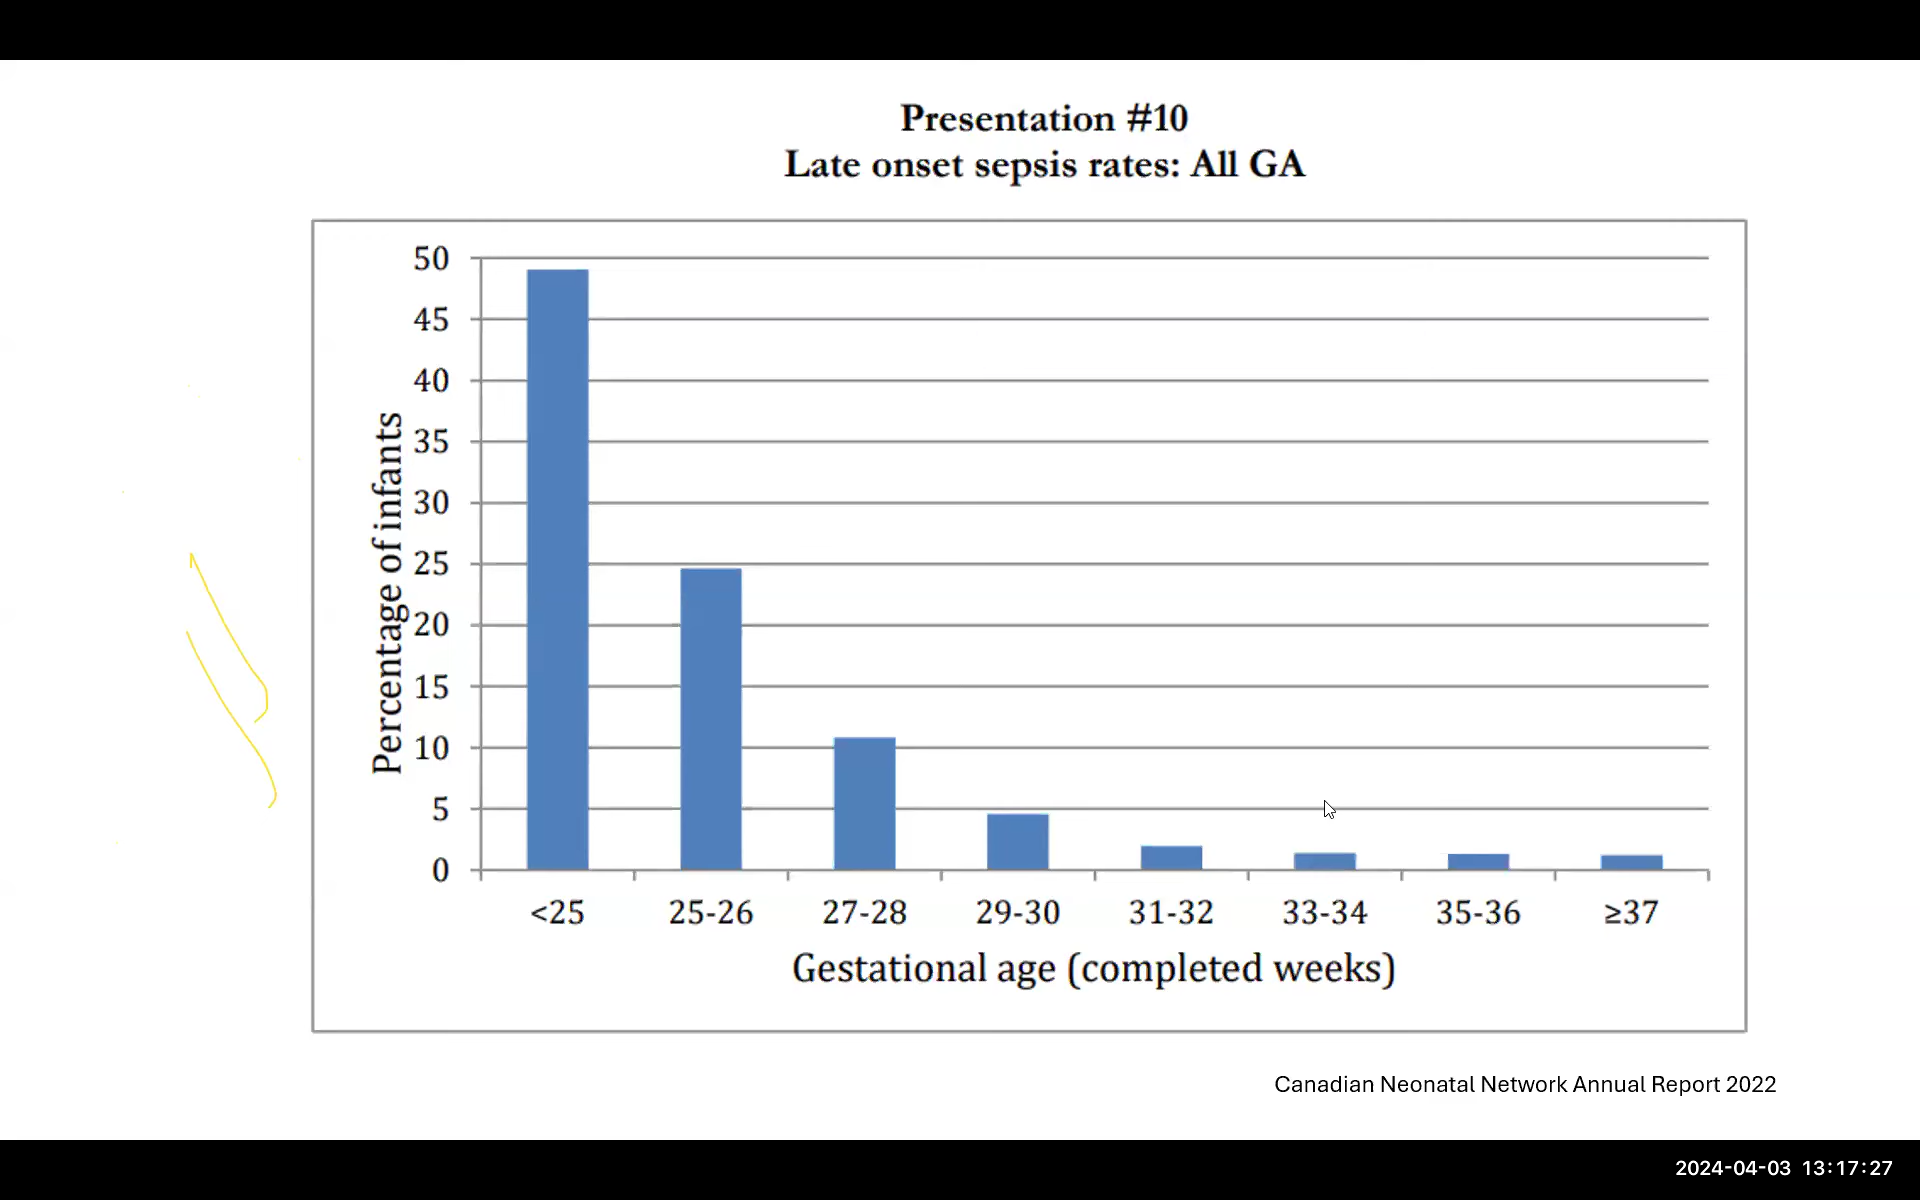 Presentation #10
Late onset sepsis rates: All GA
Percentage of infants
50
45
40
35
30
25
20
15
10
5
0
<25 25-26 27-28 29-30 31-32 33-34 35-36 ≥37
Gestational age (completed weeks)
Canadian Neonatal Network Annual Report 2022
2024-04-03 13:17:27